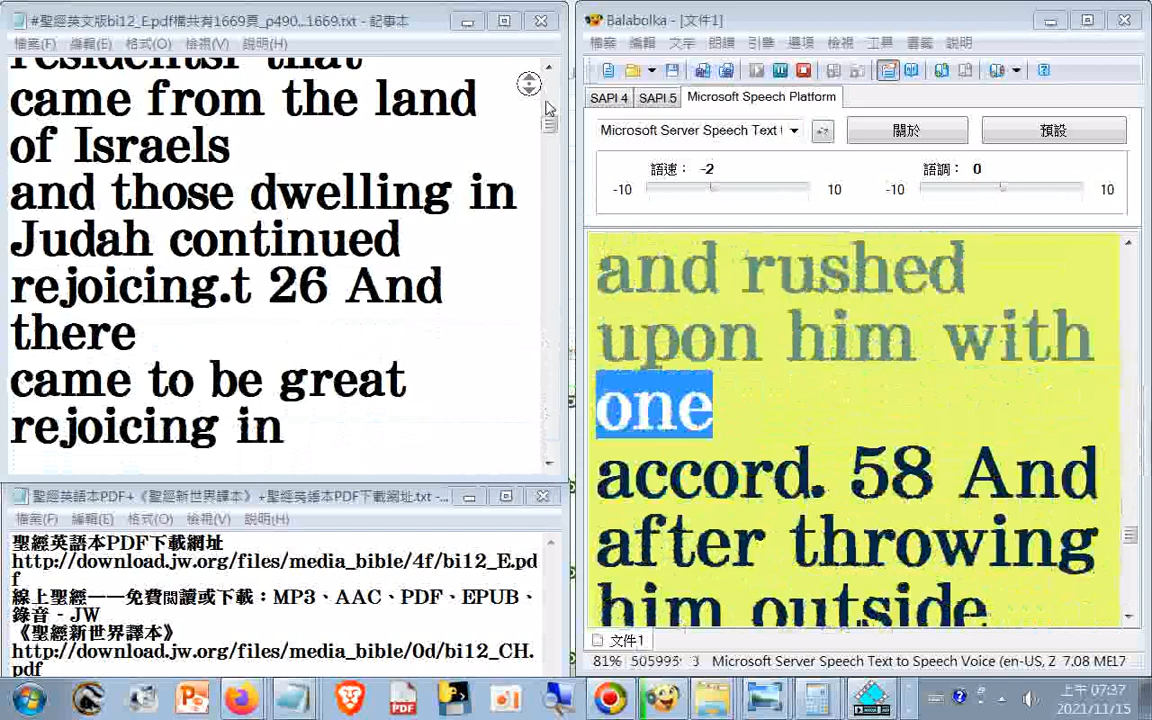 #聖經英文版bi12_E.pdf檔共有1669頁_p490...1669.txt - 記事本
檔案(F) 編輯(E) 格式(O) 檢視(V) 說明(H)
residentsr that
came from the land
of Israels
and those dwelling in
Judah continued
rejoicing.t 26 And
there
came to be great
rejoicing in
聖經英語本PDF+《聖經新世界譯本》+聖經英語本PDF下載網址.txt - ...
檔案(F) 編輯(E) 格式(O) 檢視(V) 說明(H)
聖經英語本PDF下載網址
http://download.jw.org/files/media_bible/4f/bi12_E.pd
f
線上聖經——免費閱讀或下載：MP3、AAC、PDF、EPUB、
錄音 - JW
《聖經新世界譯本》
http://download.jw.org/files/media_bible/0d/bi12_CH.
pdf
Balabolka - [文件1]
檔案 編輯 文字 朗讀 引擎 選項 檢視 工具 書籤 說明
SAPI 4 SAPI 5 Microsoft Speech Platform
Microsoft Server Speech Text
關於 預設
語速： -2 語調： 0
-10 10 -10 10
and rushed
upon him with
one
accord. 58 And
after throwing
him outside
文件1
81% 505995: 3 Microsoft Server Speech Text to Speech Voice (en-US, Z 7.08 ME17
上午 07:37
2021/11/15